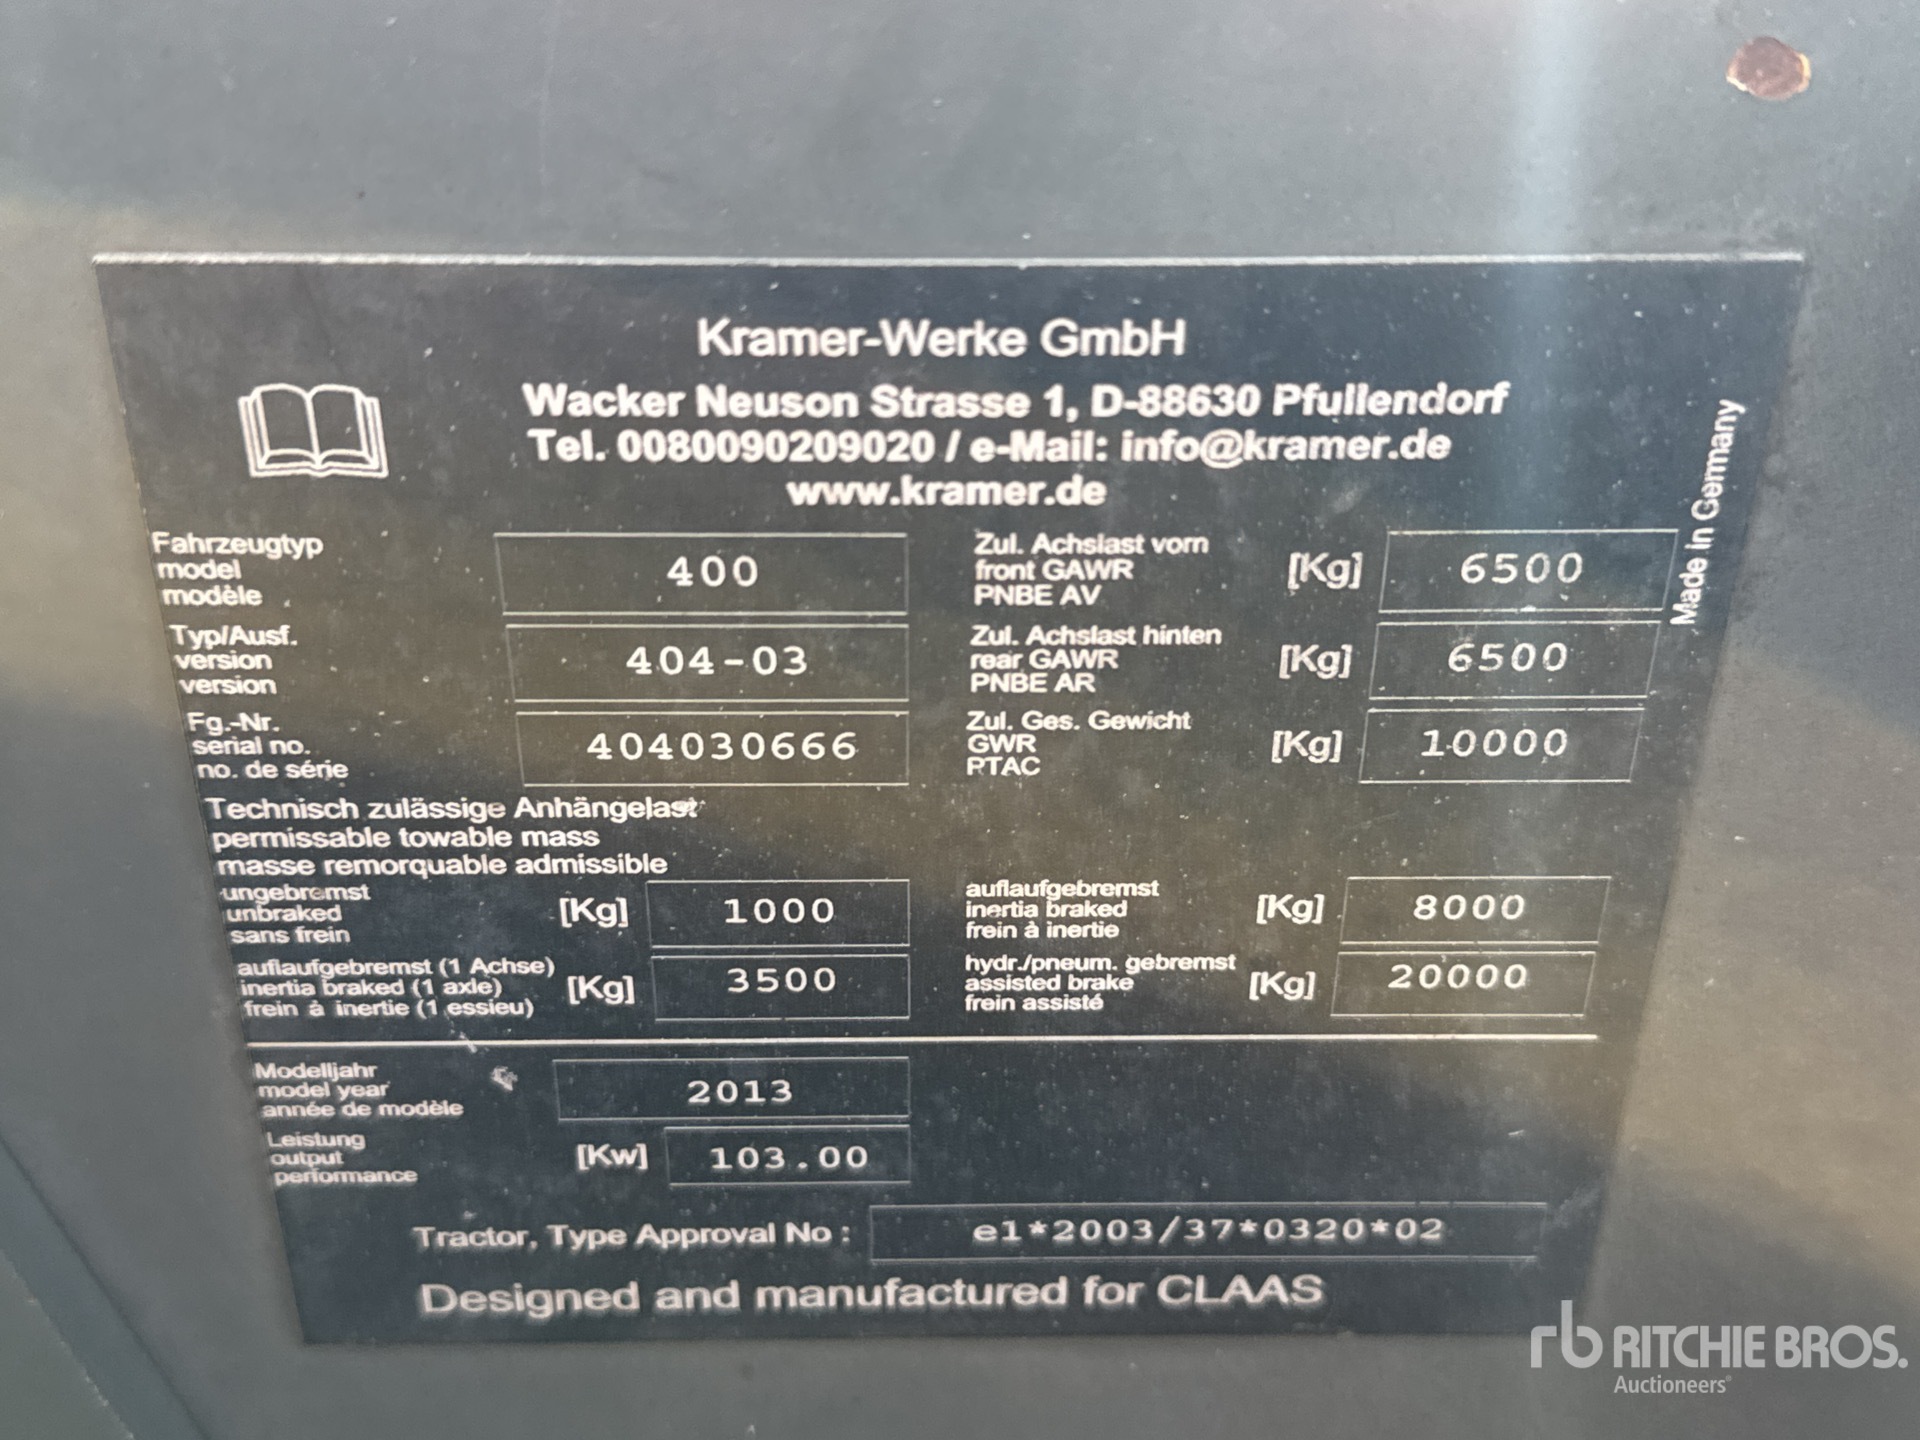 Kramer-Werke GmbH
Wacker Neuson Strasse 1, D-88630 Pfullendorf
Tel. 0080090209020 / e-Mail: info@kramer.de
www.kramer.de
Made in Germany
Fahrzeugtyp
model
modèle
400
Zul. Achslast vorn
front GAWR
PNBE AV
[Kg]
6500
Typ/Ausf.
version
version
404-03
Zul. Achslast hinten
rear GAWR
PNBE AR
[Kg]
6500
Fg.-Nr.
serial no.
no. de série
404030666
Zul. Ges. Gewicht
GWR
PTAC
[Kg]
10000
Technisch zulässige Anhängelast
permissable towable mass
masse remorquable admissible
ungebremst
unbraked
sans frein
[Kg]
1000
auflaufgebremst
inertia braked
frein à inertie
[Kg]
8000
auflaufgebremst (1 Achse)
inertia braked (1 axle)
frein à inertie (1 essieu)
[Kg]
3500
hydr./pneum. gebremst
assisted brake
frein assisté
[Kg]
20000
Modelljahr
model year
année de modèle
2013
Leistung
output
performance
[Kw]
103.00
Tractor, Type Approval No :
e1*2003/37*0320*02
Designed and manufactured for CLAAS
rb RITCHIE BROS.
Auctioneers